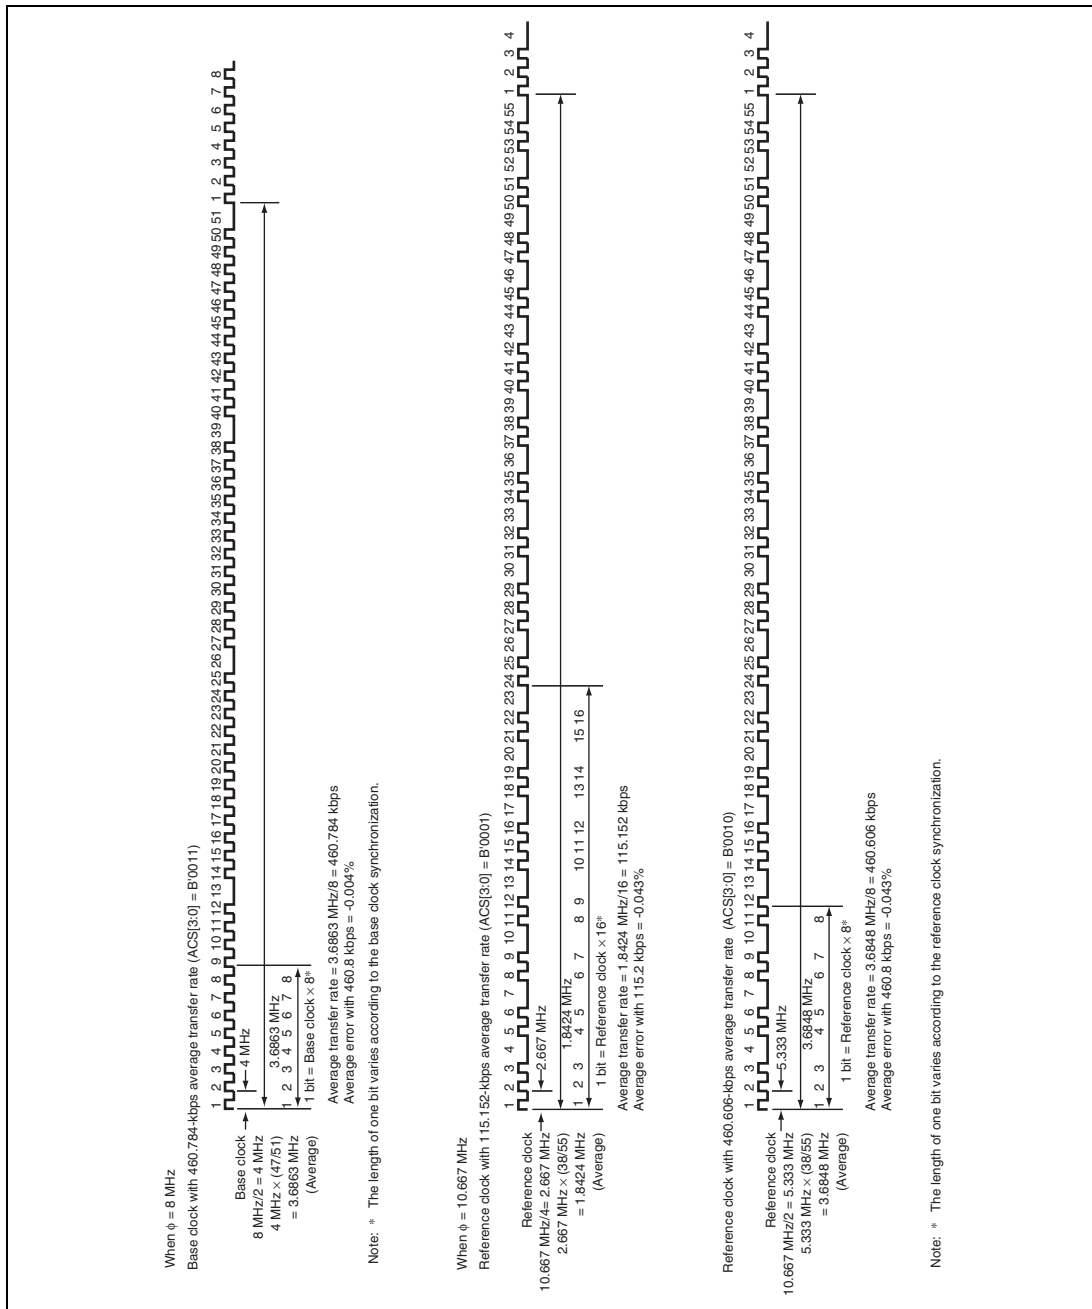 When ϕ = 8 MHz
Base clock with 460.784-kbps average transfer rate (ACS[3:0] = B'0011)
1 2 3 4 5 6 7 8 9 10 11 12 13 14 15 16 17 18 19 20 21 22 23 24 25 26 27 28 29 30 31 32 33 34 35 36 37 38 39 40 41 42 43 44 45 46 47 48 49 50 51 1 2 3 4 5 6 7 8
Base clock
8 MHz/2 = 4 MHz
4 MHz × (47/51)
= 3.6863 MHz
(Average)
4 MHz
3.6863 MHz
1 2 3 4 5 6 7 8
1 bit = Base clock × 8*
Average transfer rate = 3.6863 MHz/8 = 460.784 kbps
Average error with 460.8 kbps = -0.004%
Note: * The length of one bit varies according to the base clock synchronization.
When ϕ = 10.667 MHz
Reference clock with 115.152-kbps average transfer rate (ACS[3:0] = B'0001)
1 2 3 4 5 6 7 8 9 10 11 12 13 14 15 16 17 18 19 20 21 22 23 24 25 26 27 28 29 30 31 32 33 34 35 36 37 38 39 40 41 42 43 44 45 46 47 48 49 50 51 52 53 54 55 1 2 3 4
Reference clock
10.667 MHz/4= 2.667 MHz
2.667 MHz × (38/55)
= 1.8424 MHz
(Average)
2.667 MHz
1.8424 MHz
1 2 3 4 5 6 7 8 9 10 11 12 13 14 15 16
1 bit = Reference clock × 16*
Average transfer rate = 1.8424 MHz/16 = 115.152 kbps
Average error with 115.2 kbps = -0.043%
Reference clock with 460.606-kbps average transfer rate (ACS[3:0] = B'0010)
1 2 3 4 5 6 7 8 9 10 11 12 13 14 15 16 17 18 19 20 21 22 23 24 25 26 27 28 29 30 31 32 33 34 35 36 37 38 39 40 41 42 43 44 45 46 47 48 49 50 51 52 53 54 55 1 2 3 4
Reference clock
10.667 MHz/2 = 5.333 MHz
5.333 MHz × (38/55)
= 3.6848 MHz
(Average)
5.333 MHz
3.6848 MHz
1 2 3 4 5 6 7 8
1 bit = Reference clock × 8*
Average transfer rate = 3.6848 MHz/8 = 460.606 kbps
Average error with 460.8 kbps = -0.043%
Note: * The length of one bit varies according to the reference clock synchronization.